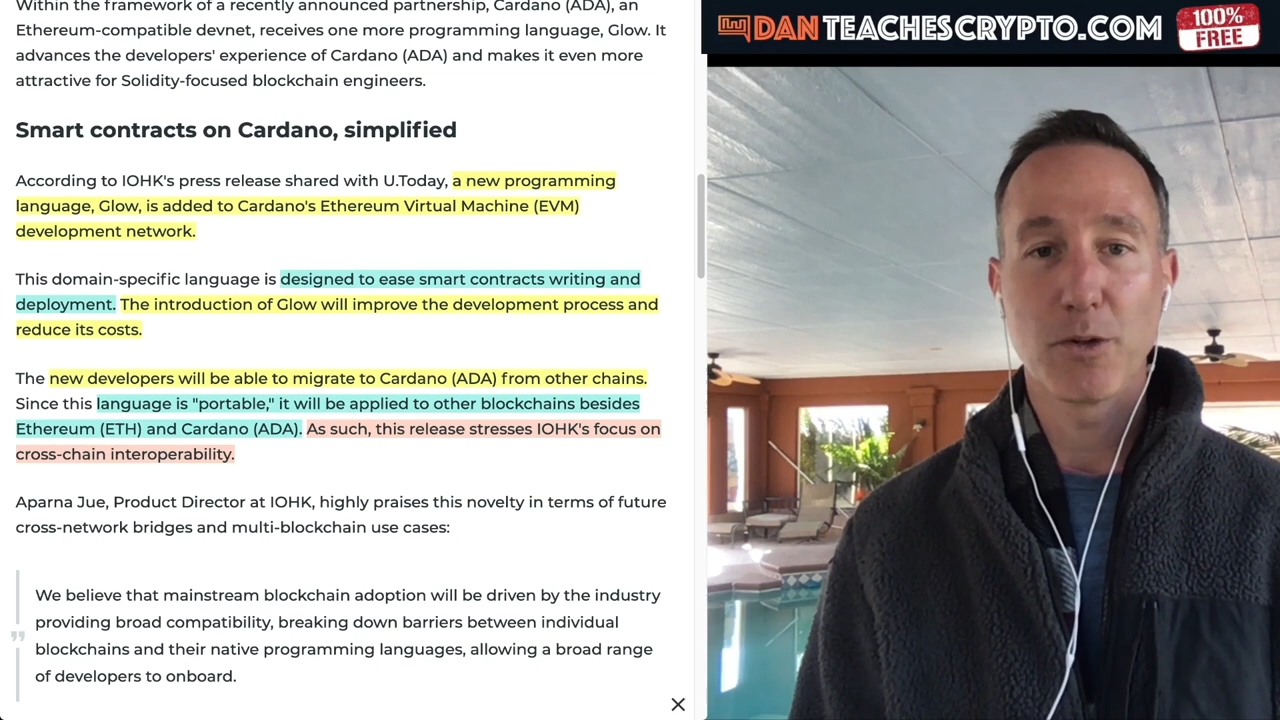 Within the framework of a recently announced partnership, Cardano (ADA), an
Ethereum-compatible devnet, receives one more programming language, Glow. It
advances the developers' experience of Cardano (ADA) and makes it even more
attractive for Solidity-focused blockchain engineers.
Smart contracts on Cardano, simplified
According to IOHK's press release shared with U.Today, a new programming
language, Glow, is added to Cardano's Ethereum Virtual Machine (EVM)
development network.
This domain-specific language is designed to ease smart contracts writing and
deployment. The introduction of Glow will improve the development process and
reduce its costs.
The new developers will be able to migrate to Cardano (ADA) from other chains.
Since this language is "portable," it will be applied to other blockchains besides
Ethereum (ETH) and Cardano (ADA). As such, this release stresses IOHK's focus on
cross-chain interoperability.
Aparna Jue, Product Director at IOHK, highly praises this novelty in terms of future
cross-network bridges and multi-blockchain use cases:
We believe that mainstream blockchain adoption will be driven by the industry
providing broad compatibility, breaking down barriers between individual
blockchains and their native programming languages, allowing a broad range
of developers to onboard.
DANTEACHESCRYPTO.COM
100%
FREE